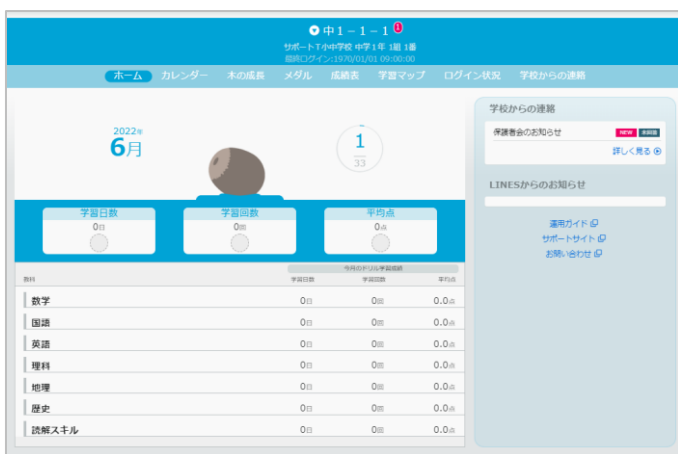 中1-1-1 1
サポートT小中学校 中学1年 1組 1番
最終ログイン:1970/01/01 09:00:00
ホーム カレンダー 木の成長 メダル 成績表 学習マップ ログイン状況 学校からの連絡
2022年
6月
1
33
学習日数 学習回数 平均点
0日 0回 0点
今月のドリル学習成績
教科 学習日数 学習回数 平均点
数学 0日 0回 0.0点
国語 0日 0回 0.0点
英語 0日 0回 0.0点
理科 0日 0回 0.0点
地理 0日 0回 0.0点
歴史 0日 0回 0.0点
読解スキル 0日 0回 0.0点
学校からの連絡
保護者会のお知らせ NEW 未回答
詳しく見る
LINESからのお知らせ
運用ガイド
サポートサイト
お問い合わせ